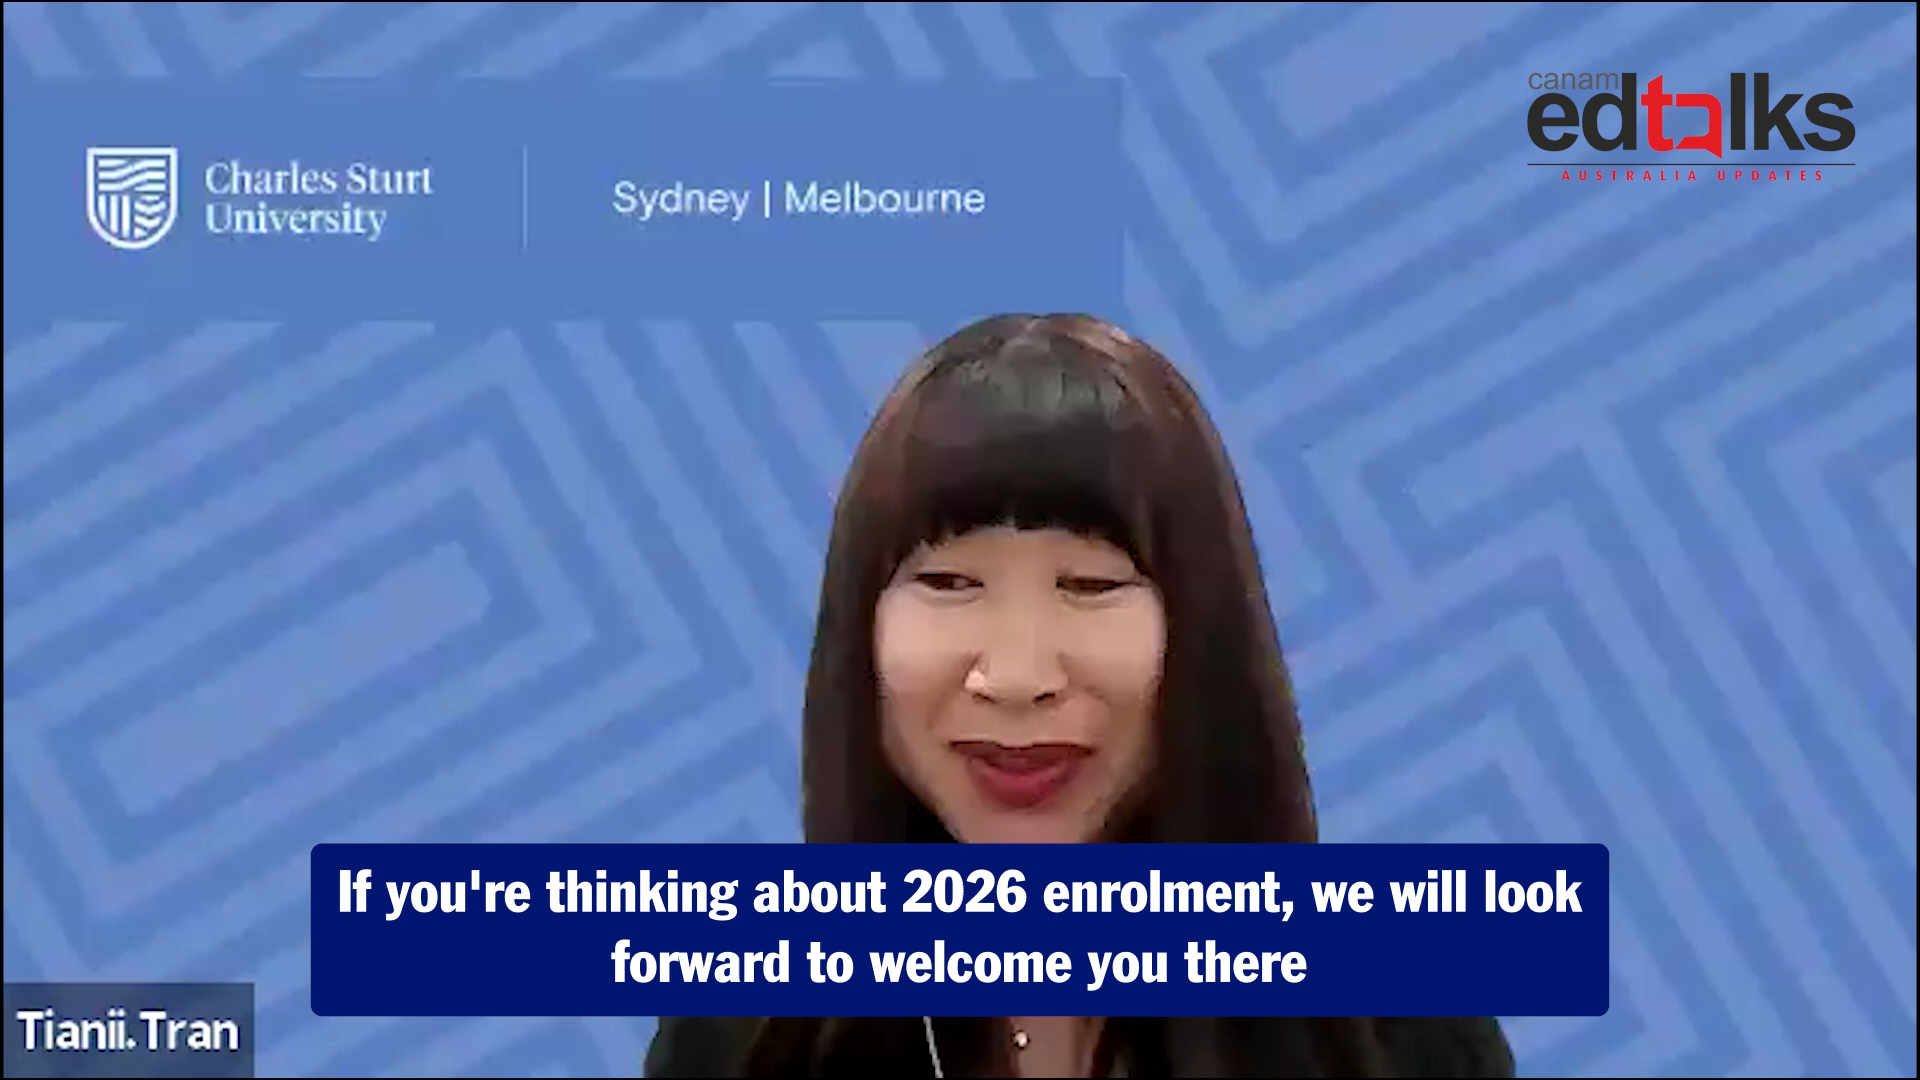 canam
edtalks
AUSTRALIA UPDATES
Charles Sturt
University
Sydney | Melbourne
If you're thinking about 2026 enrolment, we will look
forward to welcome you there
Tianii.Tran